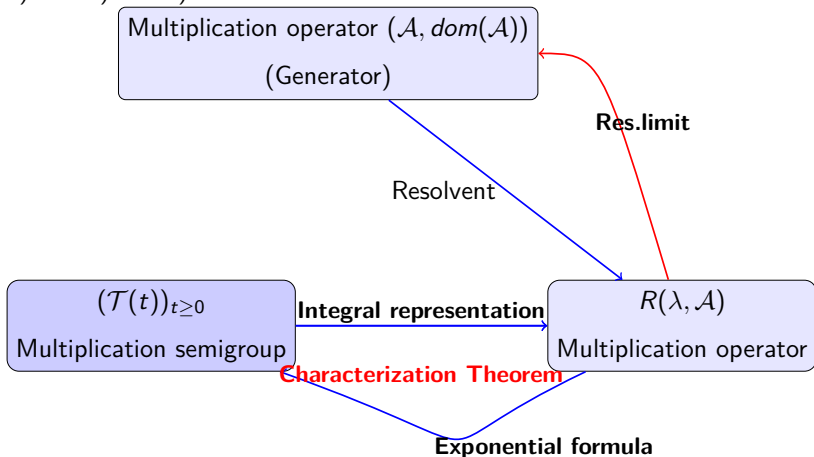 Multiplication operator (𝒜, dom(𝒜))
(Generator)
Res.limit
Resolvent
(𝒯(t))ₜ≥₀
Multiplication semigroup
Integral representation
R(λ, 𝒜)
Multiplication operator
Characterization Theorem
Exponential formula